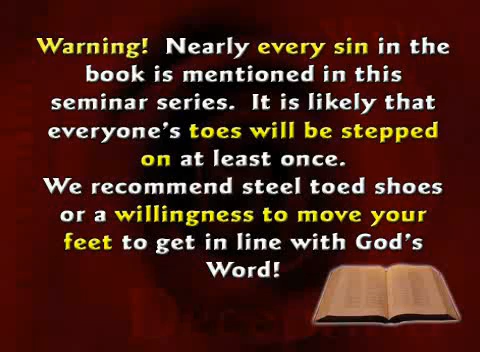 Warning! Nearly every sin in the
book is mentioned in this
seminar series. It is likely that
everyone's toes will be stepped
on at least once.
We recommend steel toed shoes
or a willingness to move your
feet to get in line with God's
Word!